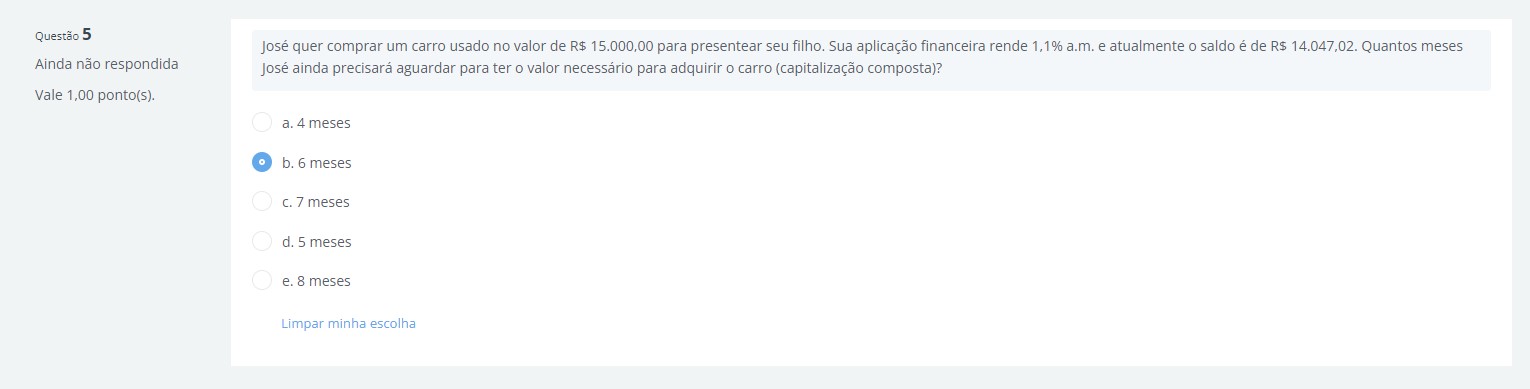 Questão 5
Ainda não respondida
Vale 1,00 ponto(s).
José quer comprar um carro usado no valor de R$ 15.000,00 para presentear seu filho. Sua aplicação financeira rende 1,1% a.m. e atualmente o saldo é de R$ 14.047,02. Quantos meses
José ainda precisará aguardar para ter o valor necessário para adquirir o carro (capitalização composta)?
a. 4 meses
b. 6 meses
c. 7 meses
d. 5 meses
e. 8 meses
Limpar minha escolha